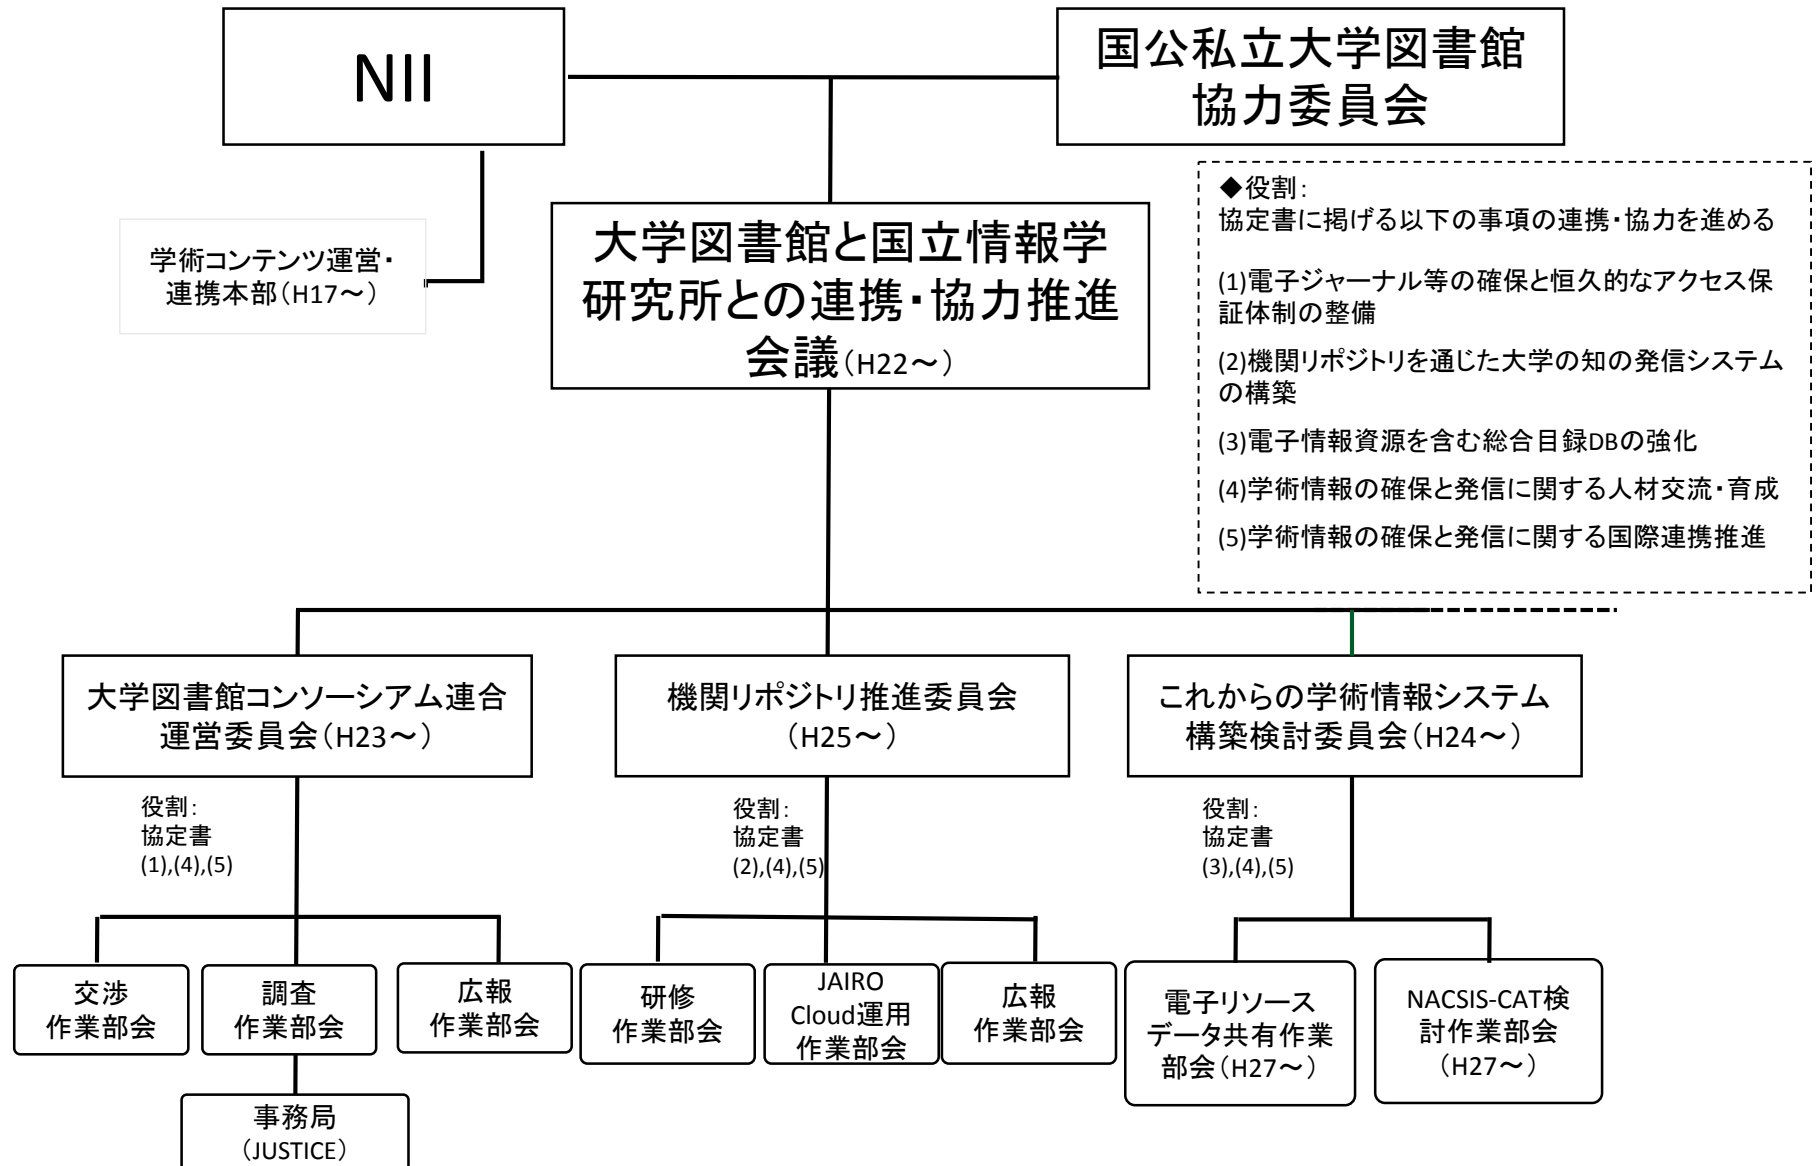 NII
国公私立大学図書館
協力委員会
学術コンテンツ運営・
連携本部(H17～)
大学図書館と国立情報学
研究所との連携・協力推進
会議(H22～)
◆役割:
協定書に掲げる以下の事項の連携・協力を進める
(1)電子ジャーナル等の確保と恒久的なアクセス保
証体制の整備
(2)機関リポジトリを通じた大学の知の発信システム
の構築
(3)電子情報資源を含む総合目録DBの強化
(4)学術情報の確保と発信に関する人材交流・育成
(5)学術情報の確保と発信に関する国際連携推進
大学図書館コンソーシアム連合
運営委員会(H23～)
機関リポジトリ推進委員会
(H25～)
これからの学術情報システム
構築検討委員会(H24～)
役割:
協定書
(1),(4),(5)
役割:
協定書
(2),(4),(5)
役割:
協定書
(3),(4),(5)
交渉
作業部会
調査
作業部会
広報
作業部会
研修
作業部会
JAIRO
Cloud運用
作業部会
広報
作業部会
電子リソース
データ共有作業
部会(H27～)
NACSIS-CAT検
討作業部会
(H27～)
事務局
(JUSTICE)